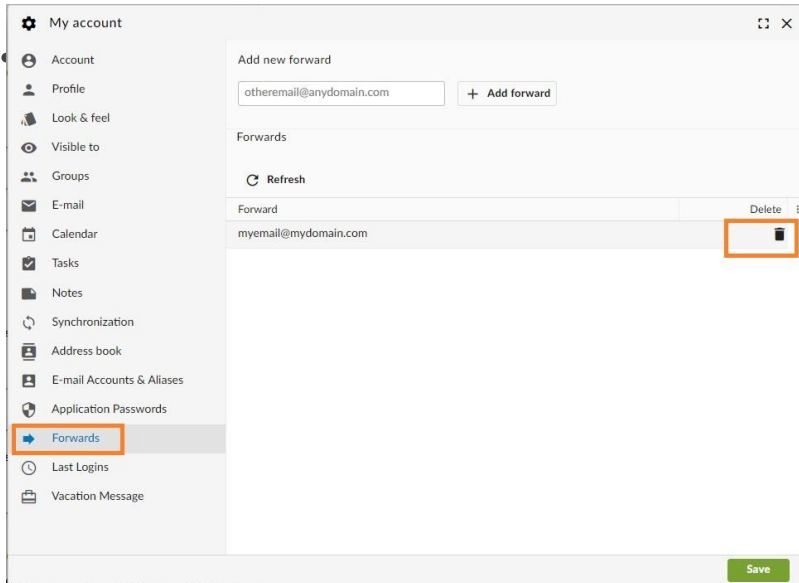 My account
Account
Profile
Look & feel
Visible to
Groups
E-mail
Calendar
Tasks
Notes
Synchronization
Address book
E-mail Accounts & Aliases
Application Passwords
Forwards
Last Logins
Vacation Message
Add new forward
otheremail@anydomain.com
Add forward
Forwards
Refresh
Forward Delete
myemail@mydomain.com
Save